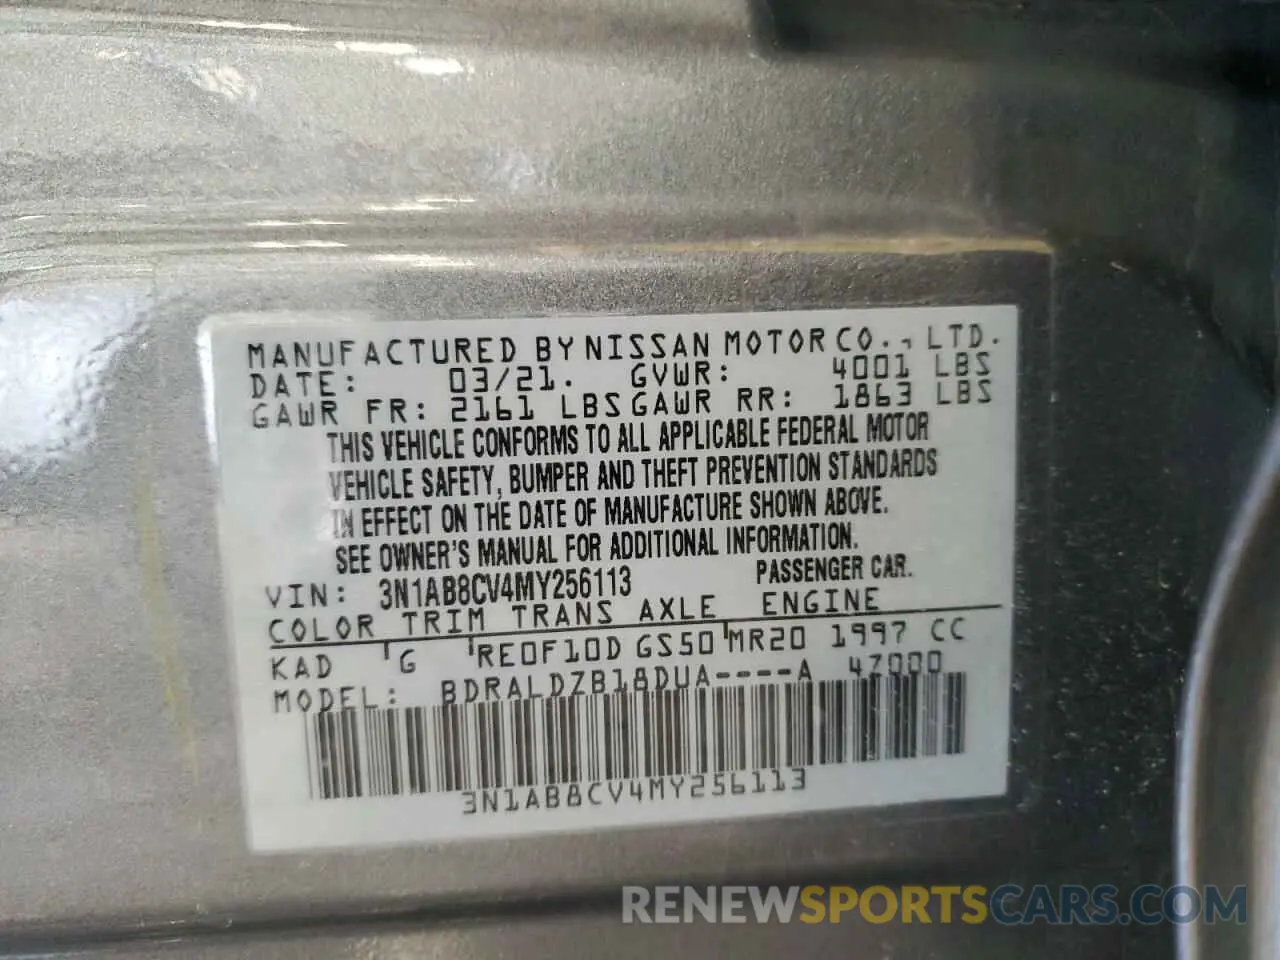 MANUFACTURED BY NISSAN MOTOR CO., LTD.
DATE: 03/21. GVWR: 4001 LBS
GAWR FR: 2161 LBS GAWR RR: 1863 LBS
THIS VEHICLE CONFORMS TO ALL APPLICABLE FEDERAL MOTOR
VEHICLE SAFETY, BUMPER AND THEFT PREVENTION STANDARDS
IN EFFECT ON THE DATE OF MANUFACTURE SHOWN ABOVE.
SEE OWNER'S MANUAL FOR ADDITIONAL INFORMATION.
VIN: 3N1AB8CV4MY256113 PASSENGER CAR.
COLOR TRIM TRANS AXLE ENGINE
KAD G RE0F10D GS50 MR20 1997 CC
MODEL: BDRALDZB18DUA----A 47000
3N1AB8CV4MY256113
RENEWSPORTSCARS.COM